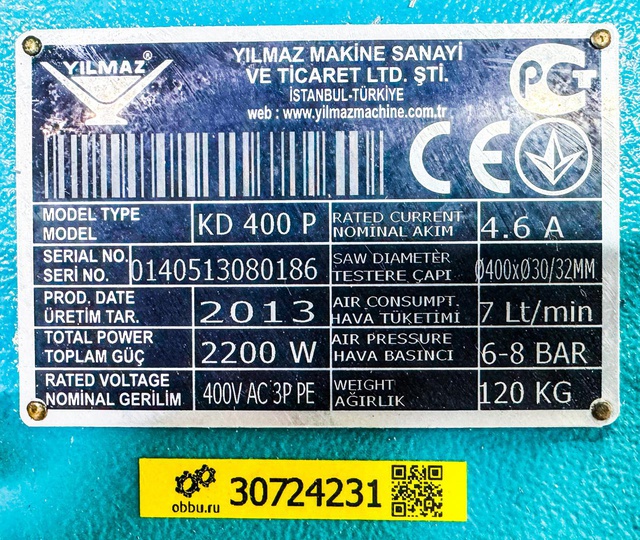 YILMAZ®
YILMAZ MAKİNE SANAYİ
VE TİCARET LTD. ŞTİ.
İSTANBUL-TÜRKİYE
web : www.yilmazmachine.com.tr
PCT
CE
MODEL TYPE
MODEL
KD 400 P
RATED CURRENT
NOMİNAL AKIM
4.6 A
SERIAL NO.
SERİ NO.
0140513080186
SAW DIAMETER
TESTERE ÇAPI
Ø400xØ30/32MM
PROD. DATE
ÜRETİM TAR.
2013
AIR CONSUMPT.
HAVA TÜKETİMİ
7 Lt/min
TOTAL POWER
TOPLAM GÜÇ
2200 W
AIR PRESSURE
HAVA BASINCI
6-8 BAR
RATED VOLTAGE
NOMİNAL GERİLİM
400V AC 3P PE
WEIGHT
AĞIRLIK
120 KG
obbu.ru
30724231